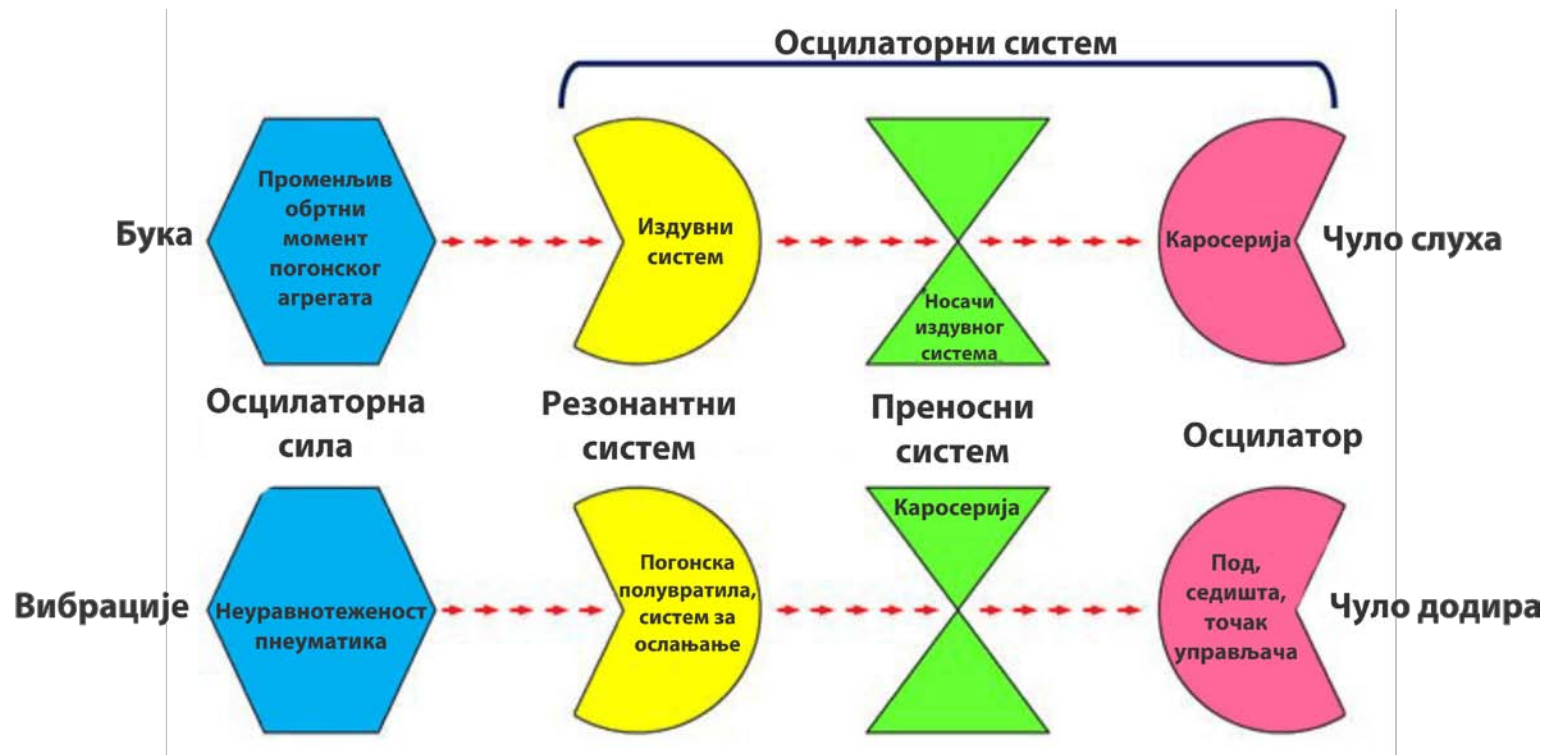 Осцилаторни систем
Бука
Променљив
обртни
момент
погонског
агрегата
Издувни
систем
Носачи
издувног
система
Каросерија
Чуло слуха
Осцилаторна
сила
Резонантни
систем
Преносни
систем
Осцилатор
Вибрације
Неуравнотеженост
пнеуматика
Погонска
полувратила,
систем за
ослањање
Каросерија
Под,
седишта,
точак
управљача
Чуло додира